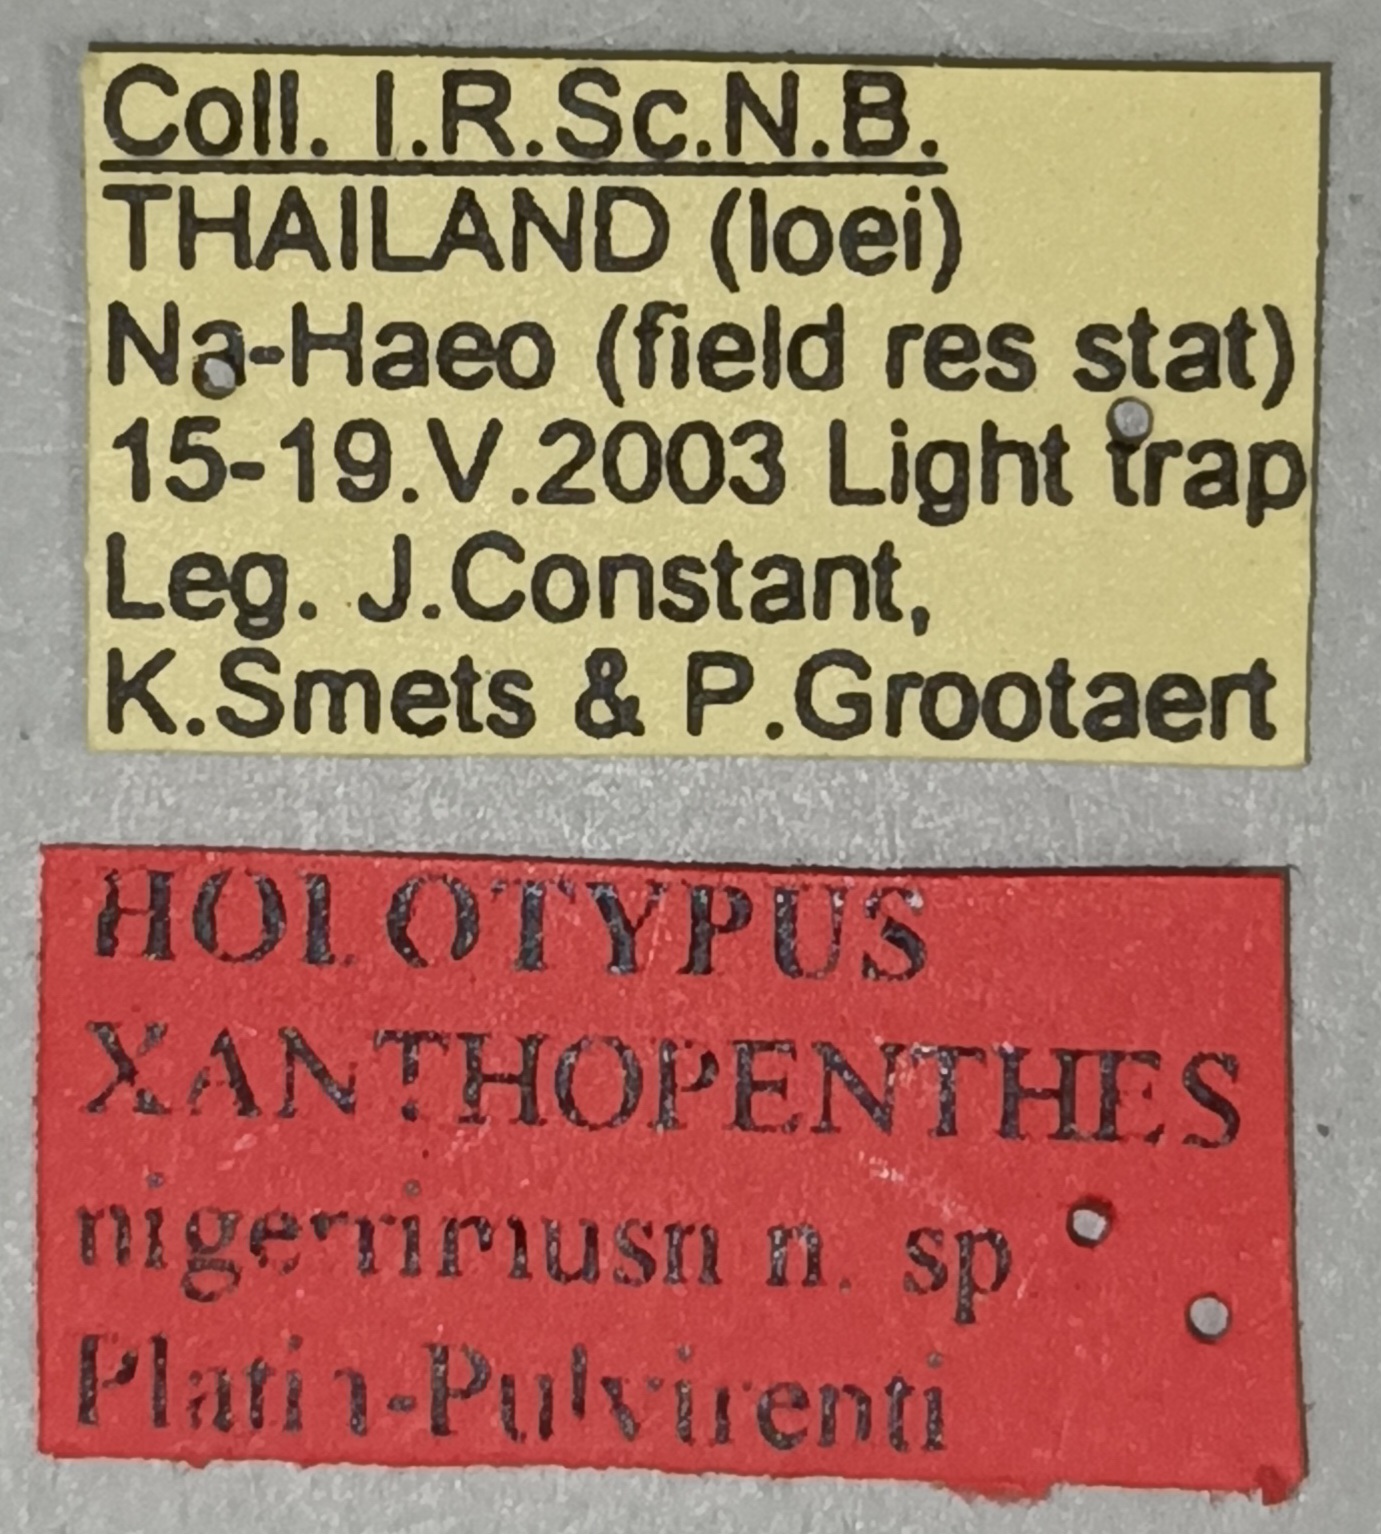 Coll. I.R.Sc.N.B.
THAILAND (loei)
Na-Haeo (field res stat)
15-19.V.2003 Light trap
Leg. J.Constant,
K.Smets & P.Grootaert
HOLOTYPUS
XANTHOPENTHES
nigerrimusn n. sp
Platia-Pulvirenti